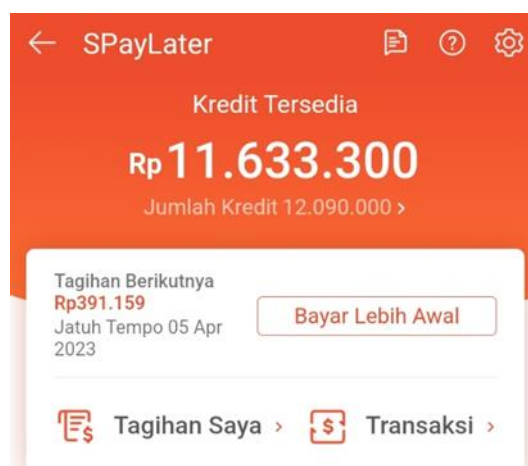 SPayLater
Kredit Tersedia
Rp11.633.300
Jumlah Kredit 12.090.000 >
Tagihan Berikutnya
Rp391.159
Jatuh Tempo 05 Apr
2023
Bayar Lebih Awal
Tagihan Saya >
Transaksi >